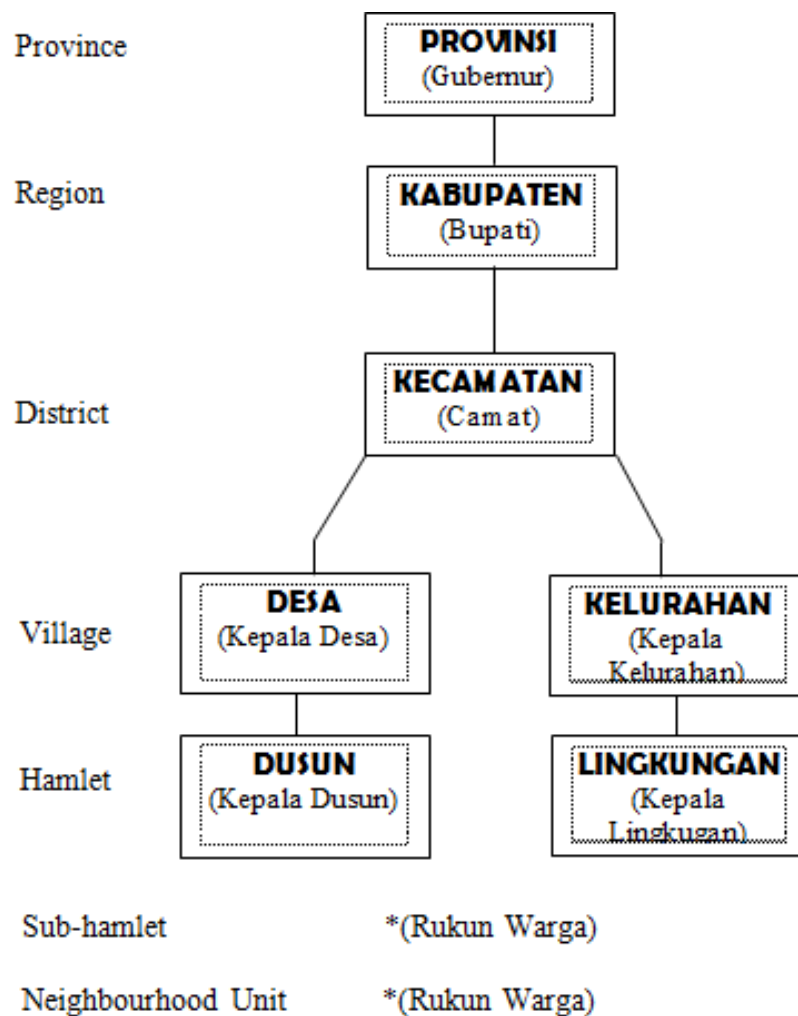 Province
PROVINSI
(Gubernur)
Region
KABUPATEN
(Bupati)
District
KECAMATAN
(Camat)
Village
DESA
(Kepala Desa)
KELURAHAN
(Kepala
Kelurahan)
Hamlet
DUSUN
(Kepala Dusun)
LINGKUNGAN
(Kepala
Lingkugan)
Sub-hamlet *(Rukun Warga)
Neighbourhood Unit *(Rukun Warga)